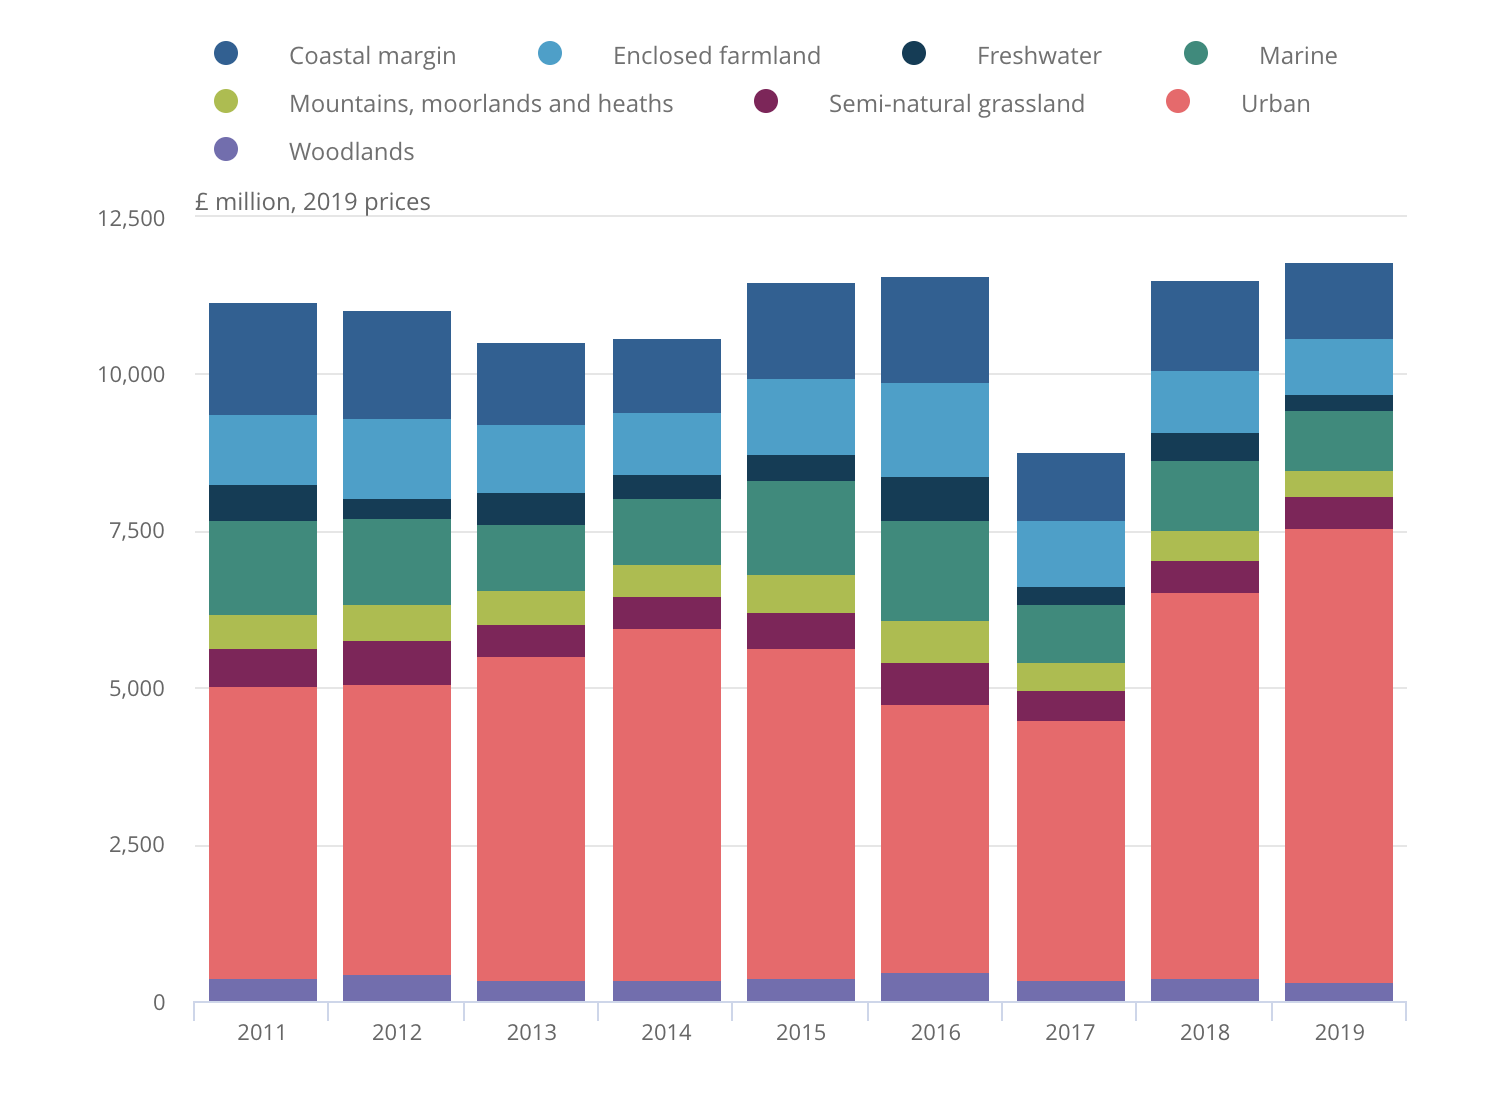 Coastal margin Enclosed farmland Freshwater Marine
Mountains, moorlands and heaths Semi-natural grassland Urban
Woodlands
£ million, 2019 prices
12,500
10,000
7,500
5,000
2,500
0
2011 2012 2013 2014 2015 2016 2017 2018 2019